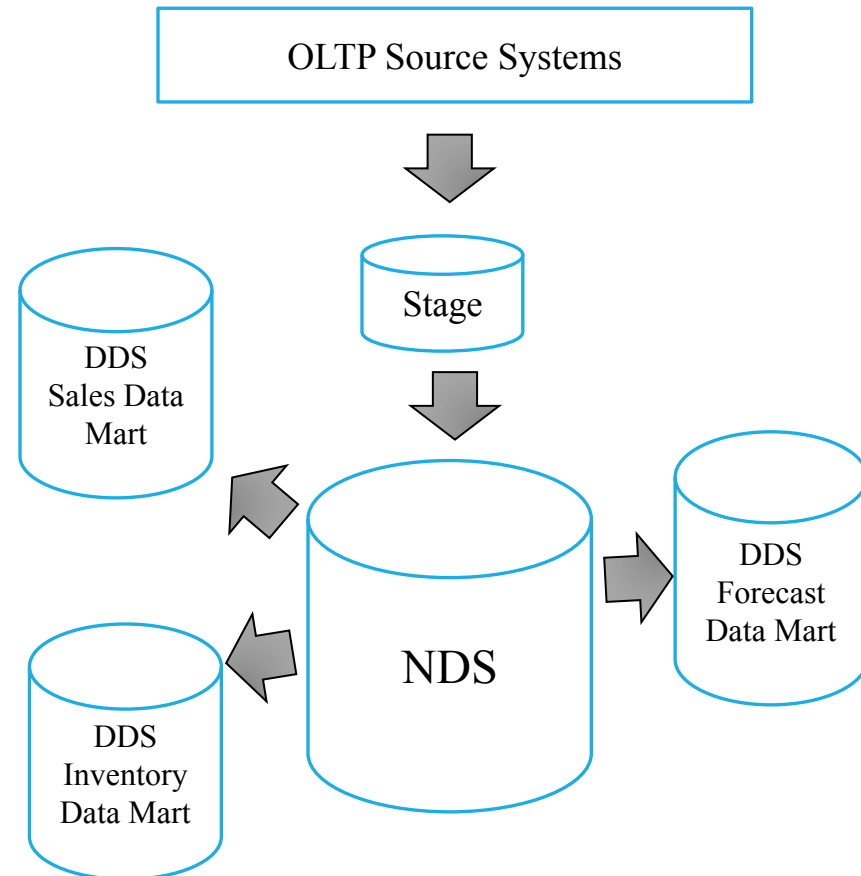 OLTP Source Systems
Stage
DDS
Sales Data
Mart
DDS
Forecast
Data Mart
NDS
DDS
Inventory
Data Mart